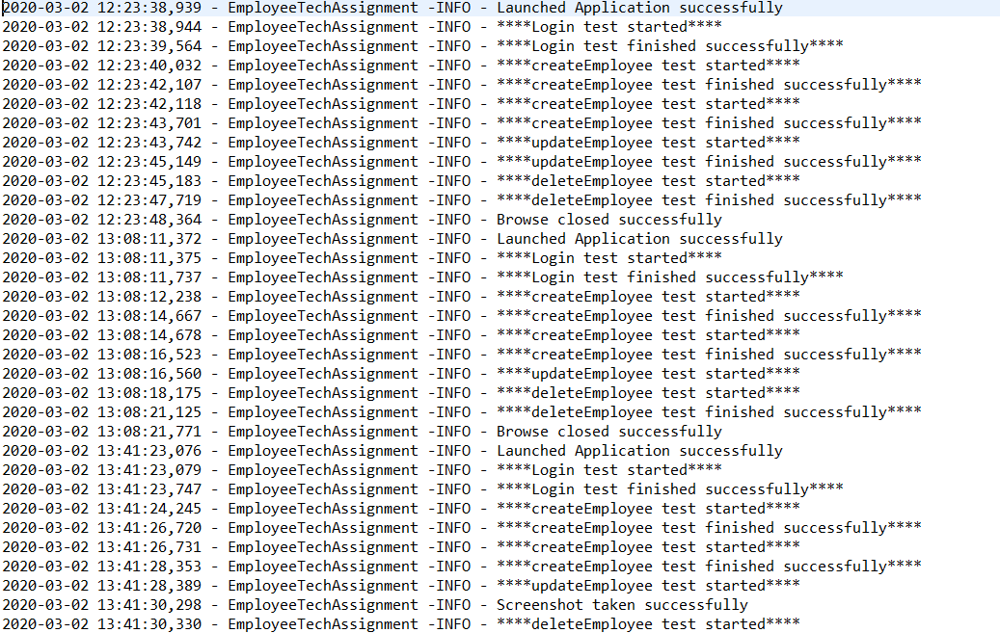 2020-03-02 12:23:38,939 - EmployeeTechAssignment -INFO - Launched Application successfully
2020-03-02 12:23:38,944 - EmployeeTechAssignment -INFO - ****Login test started****
2020-03-02 12:23:39,564 - EmployeeTechAssignment -INFO - ****Login test finished successfully****
2020-03-02 12:23:40,032 - EmployeeTechAssignment -INFO - ****createEmployee test started****
2020-03-02 12:23:42,107 - EmployeeTechAssignment -INFO - ****createEmployee test finished successfully****
2020-03-02 12:23:42,118 - EmployeeTechAssignment -INFO - ****createEmployee test started****
2020-03-02 12:23:43,701 - EmployeeTechAssignment -INFO - ****createEmployee test finished successfully****
2020-03-02 12:23:43,742 - EmployeeTechAssignment -INFO - ****updateEmployee test started****
2020-03-02 12:23:45,149 - EmployeeTechAssignment -INFO - ****updateEmployee test finished successfully****
2020-03-02 12:23:45,183 - EmployeeTechAssignment -INFO - ****deleteEmployee test started****
2020-03-02 12:23:47,719 - EmployeeTechAssignment -INFO - ****deleteEmployee test finished successfully****
2020-03-02 12:23:48,364 - EmployeeTechAssignment -INFO - Browse closed successfully
2020-03-02 13:08:11,372 - EmployeeTechAssignment -INFO - Launched Application successfully
2020-03-02 13:08:11,375 - EmployeeTechAssignment -INFO - ****Login test started****
2020-03-02 13:08:11,737 - EmployeeTechAssignment -INFO - ****Login test finished successfully****
2020-03-02 13:08:12,238 - EmployeeTechAssignment -INFO - ****createEmployee test started****
2020-03-02 13:08:14,667 - EmployeeTechAssignment -INFO - ****createEmployee test finished successfully****
2020-03-02 13:08:14,678 - EmployeeTechAssignment -INFO - ****createEmployee test started****
2020-03-02 13:08:16,523 - EmployeeTechAssignment -INFO - ****createEmployee test finished successfully****
2020-03-02 13:08:16,560 - EmployeeTechAssignment -INFO - ****updateEmployee test started****
2020-03-02 13:08:18,175 - EmployeeTechAssignment -INFO - ****deleteEmployee test started****
2020-03-02 13:08:21,125 - EmployeeTechAssignment -INFO - ****deleteEmployee test finished successfully****
2020-03-02 13:08:21,771 - EmployeeTechAssignment -INFO - Browse closed successfully
2020-03-02 13:41:23,076 - EmployeeTechAssignment -INFO - Launched Application successfully
2020-03-02 13:41:23,079 - EmployeeTechAssignment -INFO - ****Login test started****
2020-03-02 13:41:23,747 - EmployeeTechAssignment -INFO - ****Login test finished successfully****
2020-03-02 13:41:24,245 - EmployeeTechAssignment -INFO - ****createEmployee test started****
2020-03-02 13:41:26,720 - EmployeeTechAssignment -INFO - ****createEmployee test finished successfully****
2020-03-02 13:41:26,731 - EmployeeTechAssignment -INFO - ****createEmployee test started****
2020-03-02 13:41:28,353 - EmployeeTechAssignment -INFO - ****createEmployee test finished successfully****
2020-03-02 13:41:28,389 - EmployeeTechAssignment -INFO - ****updateEmployee test started****
2020-03-02 13:41:30,298 - EmployeeTechAssignment -INFO - Screenshot taken successfully
2020-03-02 13:41:30,330 - EmployeeTechAssignment -INFO - ****deleteEmployee test started****